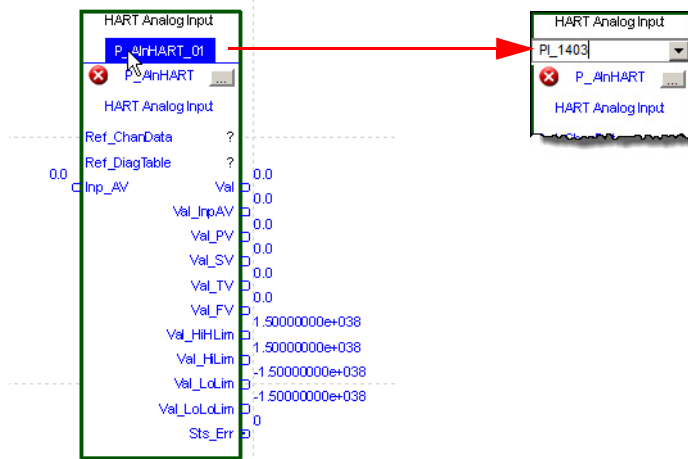 HART Analog Input
P_AInHART_01
P_AInHART ...
HART Analog Input
Ref_ChanData ?
Ref_DiagTable ?
0.0 Inp_AV Val 0.0
Val_InpAV 0.0
Val_PV 0.0
Val_SV 0.0
Val_TV 0.0
Val_FV 0.0
Val_HiHLim 1.50000000e+038
Val_HiLim 1.50000000e+038
Val_LoLim -1.50000000e+038
Val_LoLoLim -1.50000000e+038
Sts_Err 0
HART Analog Input
PI_1403
P_AInHART ...
HART Analog Input